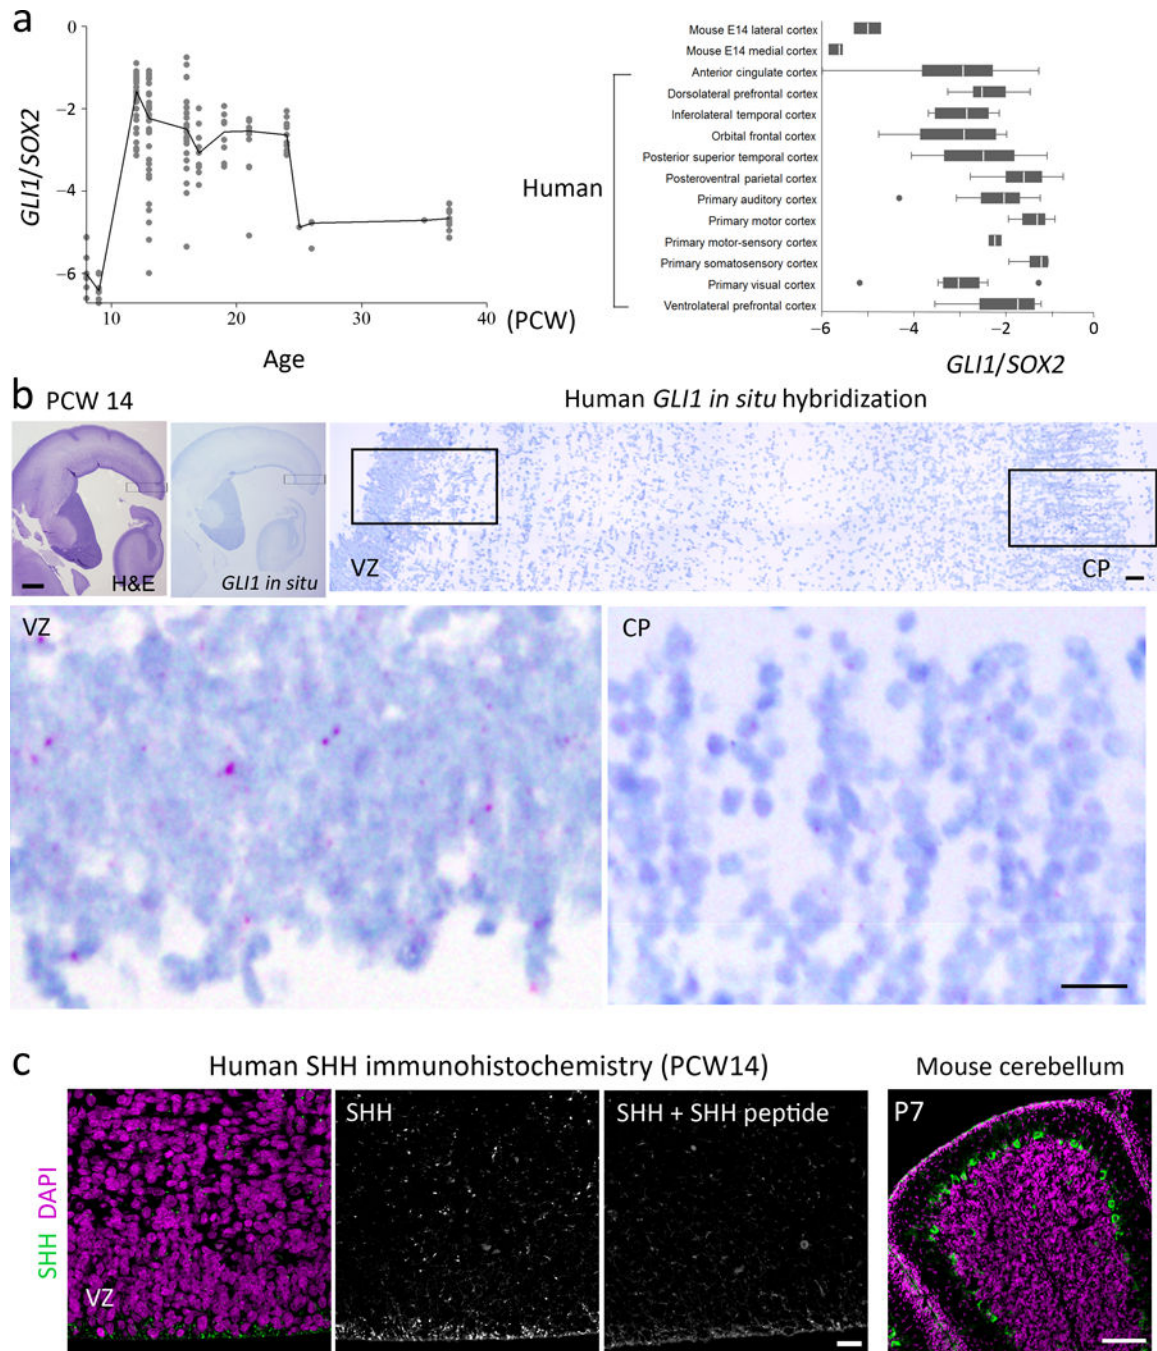 a
0
−2
−4
−6
GLI1/SOX2
10
20
30
40
(PCW)
Age
Mouse E14 lateral cortex
Mouse E14 medial cortex
Anterior cingulate cortex
Dorsolateral prefrontal cortex
Inferolateral temporal cortex
Orbital frontal cortex
Posterior superior temporal cortex
Posteroventral parietal cortex
Primary auditory cortex
Primary motor cortex
Primary motor-sensory cortex
Primary somatosensory cortex
Primary visual cortex
Ventrolateral prefrontal cortex
Human
−6
−4
−2
0
GLI1/SOX2
b
PCW 14
Human GLI1 in situ hybridization
H&E
GLI1 in situ
VZ
CP
VZ
CP
c
Human SHH immunohistochemistry (PCW14)
Mouse cerebellum
SHH DAPI
VZ
SHH
SHH + SHH peptide
P7